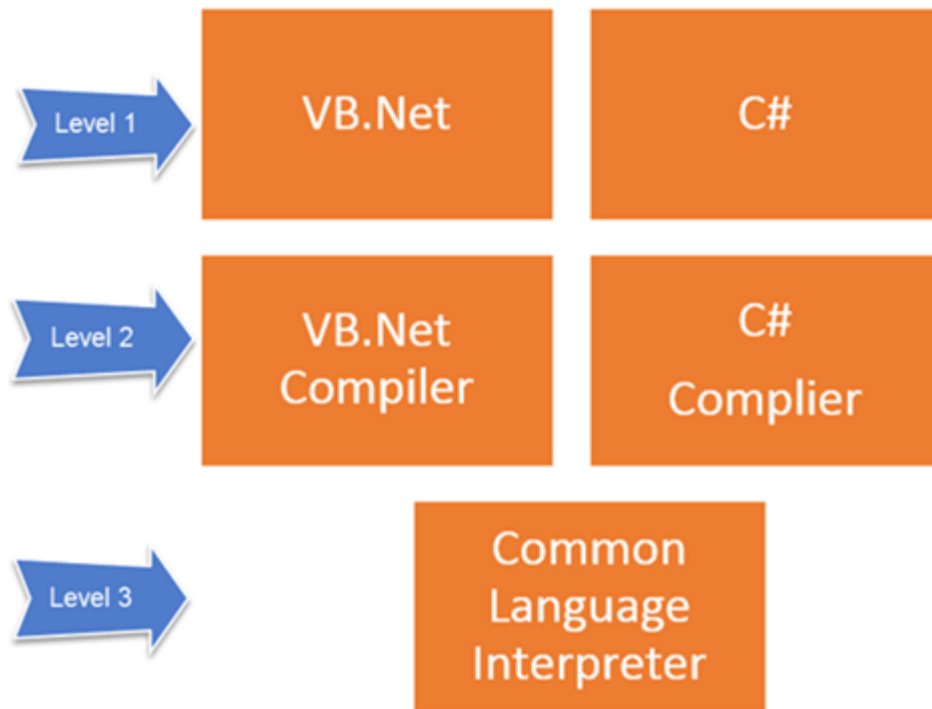 Level 1
VB.Net
C#
Level 2
VB.Net
Compiler
C#
Complier
Level 3
Common
Language
Interpreter